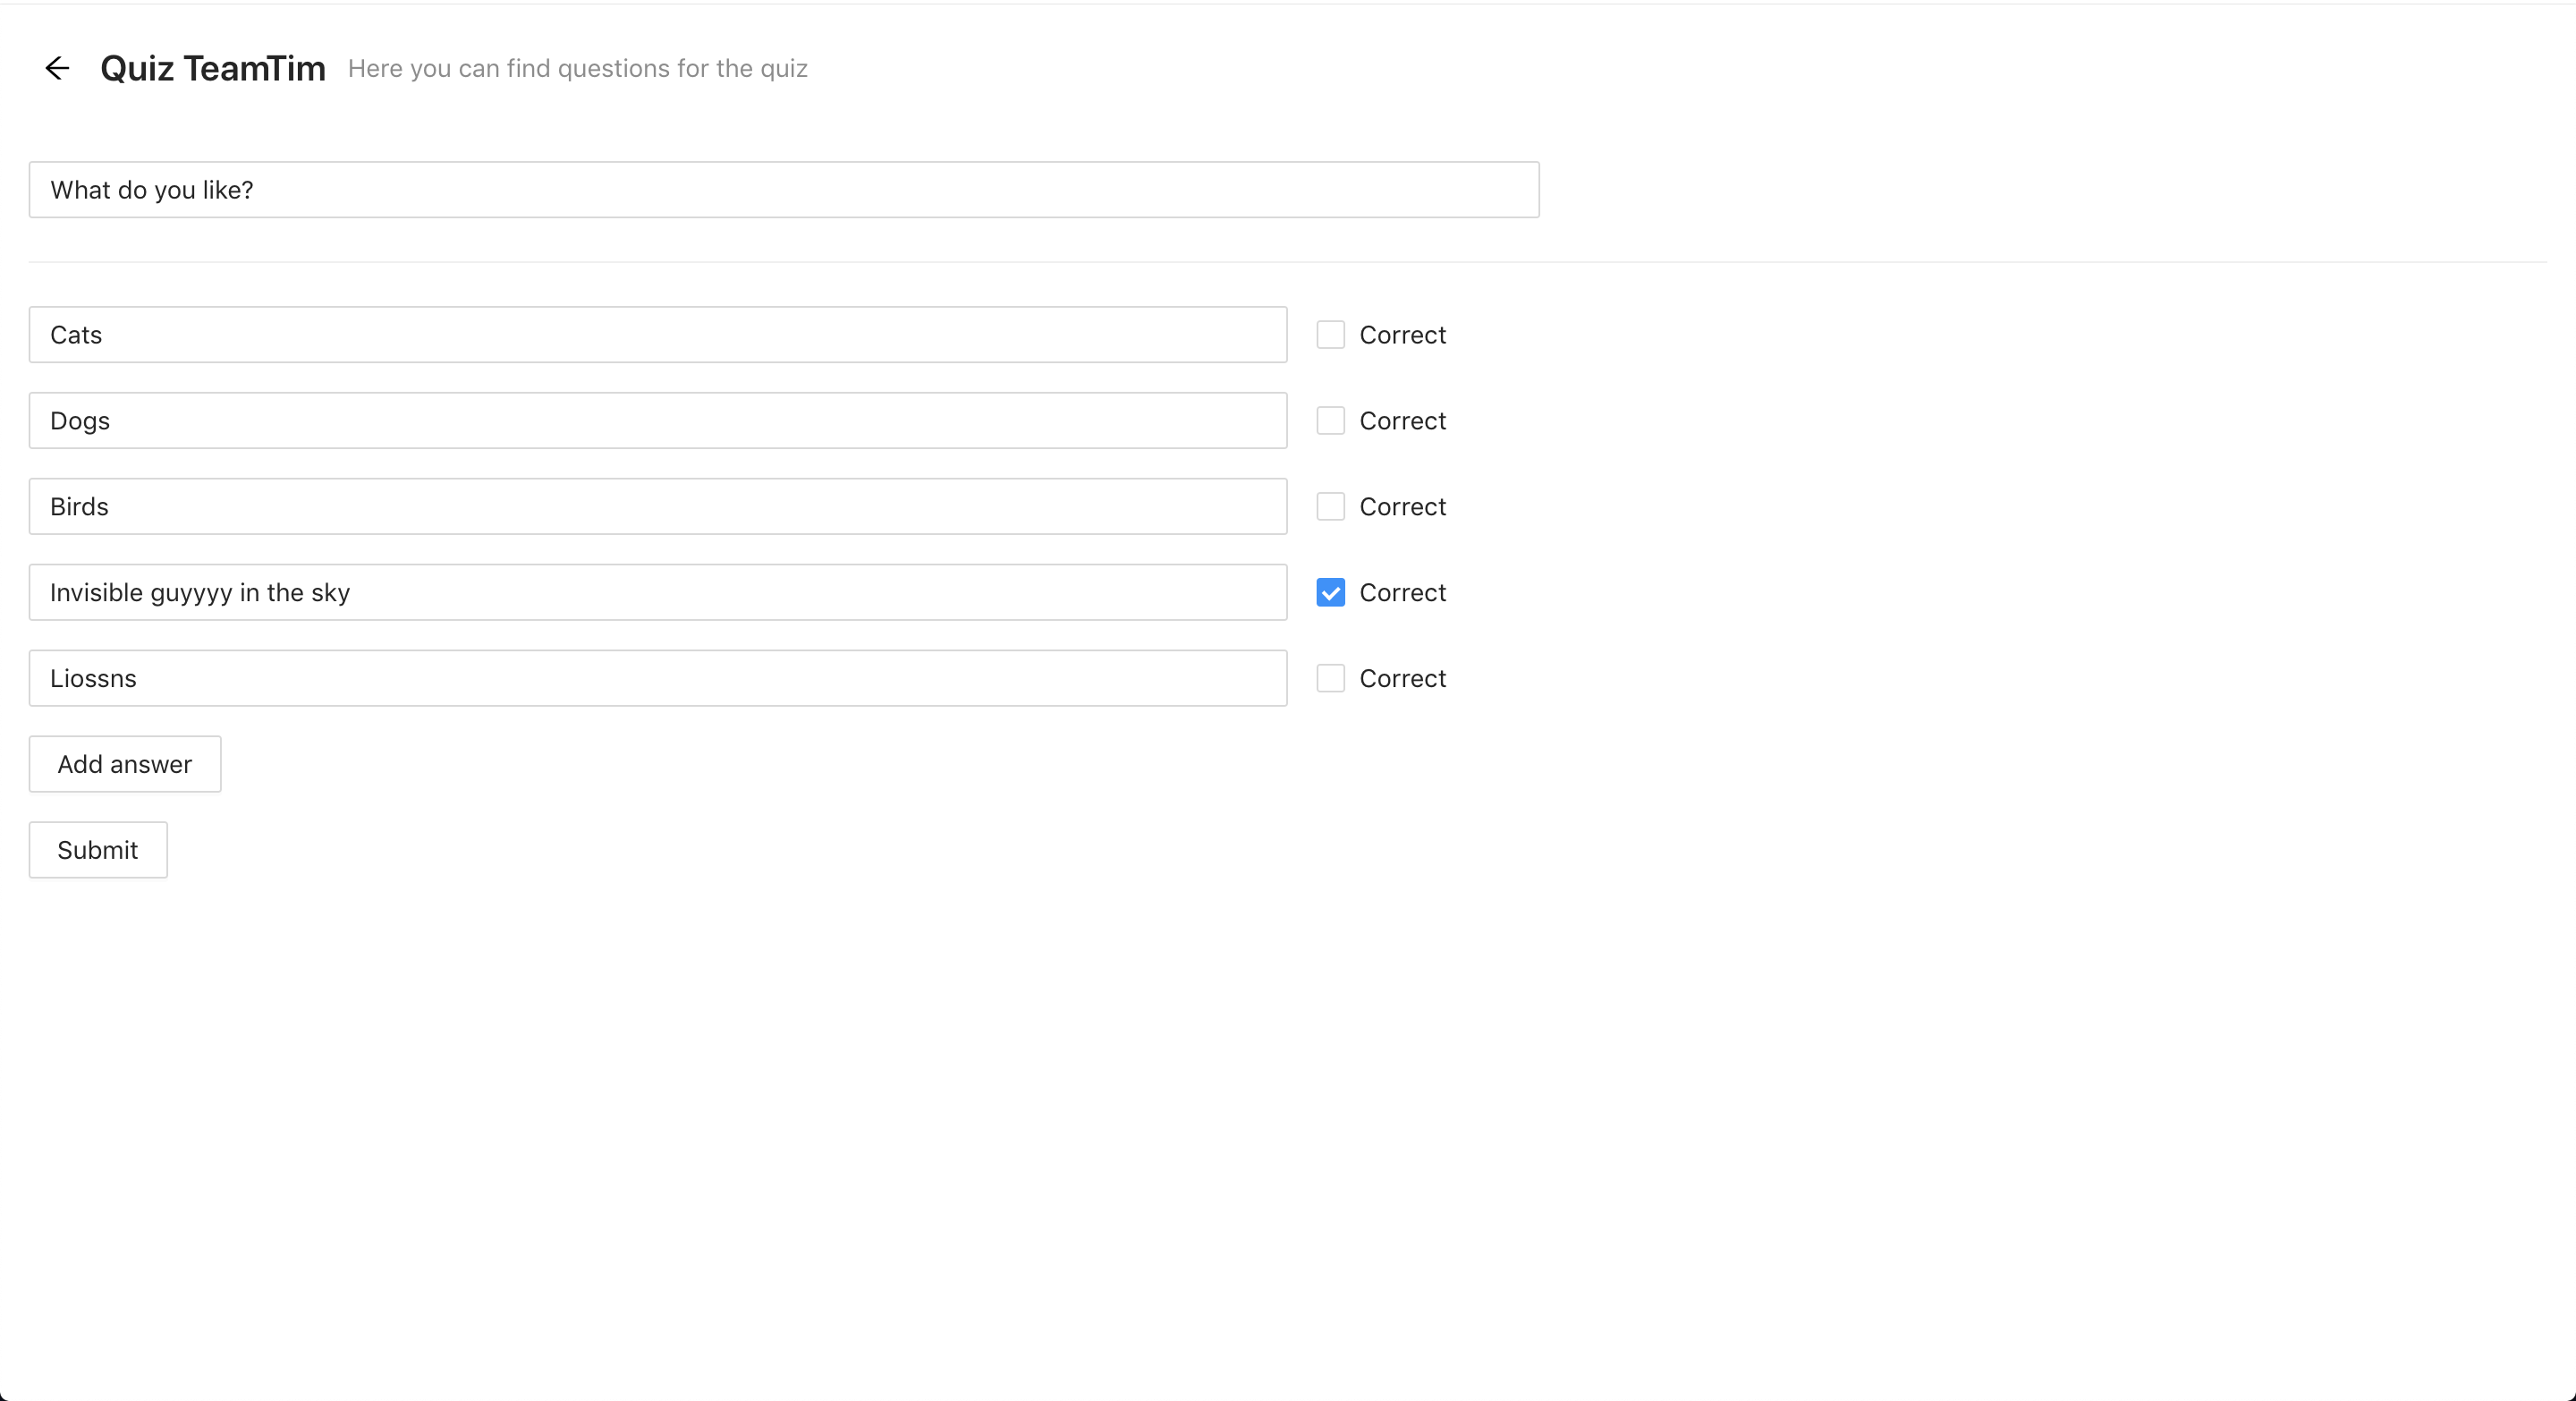 Quiz TeamTim Here you can find questions for the quiz
What do you like?
Cats Correct
Dogs Correct
Birds Correct
Invisible guyyyy in the sky Correct
Liossns Correct
Add answer
Submit